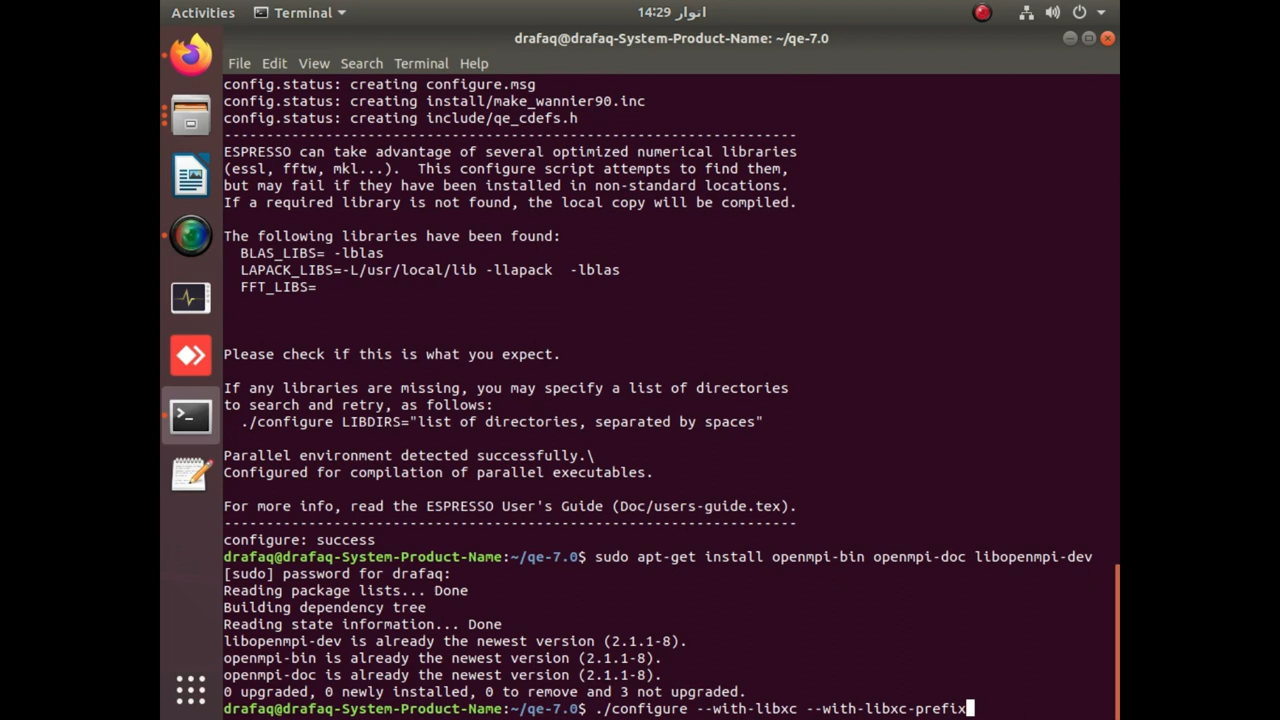 Activities Terminal انوار 14:29
drafaq@drafaq-System-Product-Name: ~/qe-7.0
File Edit View Search Terminal Help
config.status: creating configure.msg
config.status: creating install/make_wannier90.inc
config.status: creating include/qe_cdefs.h
--------------------------------------------------------------------
ESPRESSO can take advantage of several optimized numerical libraries
(essl, fftw, mkl...).  This configure script attempts to find them,
but may fail if they have been installed in non-standard locations.
If a required library is not found, the local copy will be compiled.
The following libraries have been found:
  BLAS_LIBS= -lblas
  LAPACK_LIBS=-L/usr/local/lib -llapack  -lblas
  FFT_LIBS=
Please check if this is what you expect.
If any libraries are missing, you may specify a list of directories
to search and retry, as follows:
  ./configure LIBDIRS="list of directories, separated by spaces"
Parallel environment detected successfully.\
Configured for compilation of parallel executables.
For more info, read the ESPRESSO User's Guide (Doc/users-guide.tex).
--------------------------------------------------------------------
configure: success
drafaq@drafaq-System-Product-Name:~/qe-7.0$ sudo apt-get install openmpi-bin openmpi-doc libopenmpi-dev
[sudo] password for drafaq:
Reading package lists... Done
Building dependency tree
Reading state information... Done
libopenmpi-dev is already the newest version (2.1.1-8).
openmpi-bin is already the newest version (2.1.1-8).
openmpi-doc is already the newest version (2.1.1-8).
0 upgraded, 0 newly installed, 0 to remove and 3 not upgraded.
drafaq@drafaq-System-Product-Name:~/qe-7.0$ ./configure --with-libxc --with-libxc-prefix